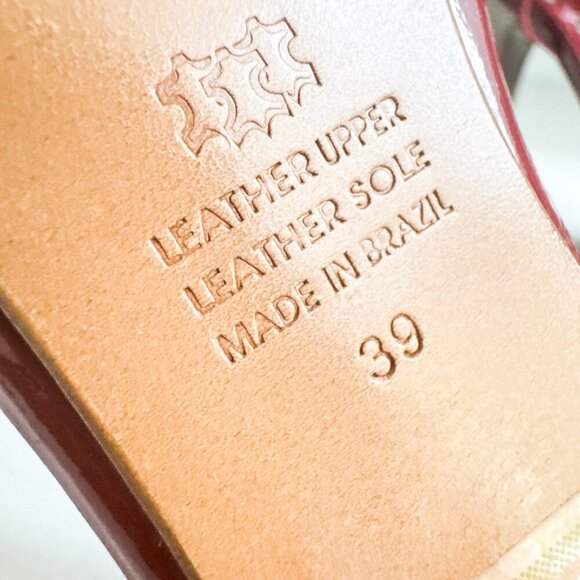 LEATHER UPPER
LEATHER SOLE
MADE IN BRAZIL
39